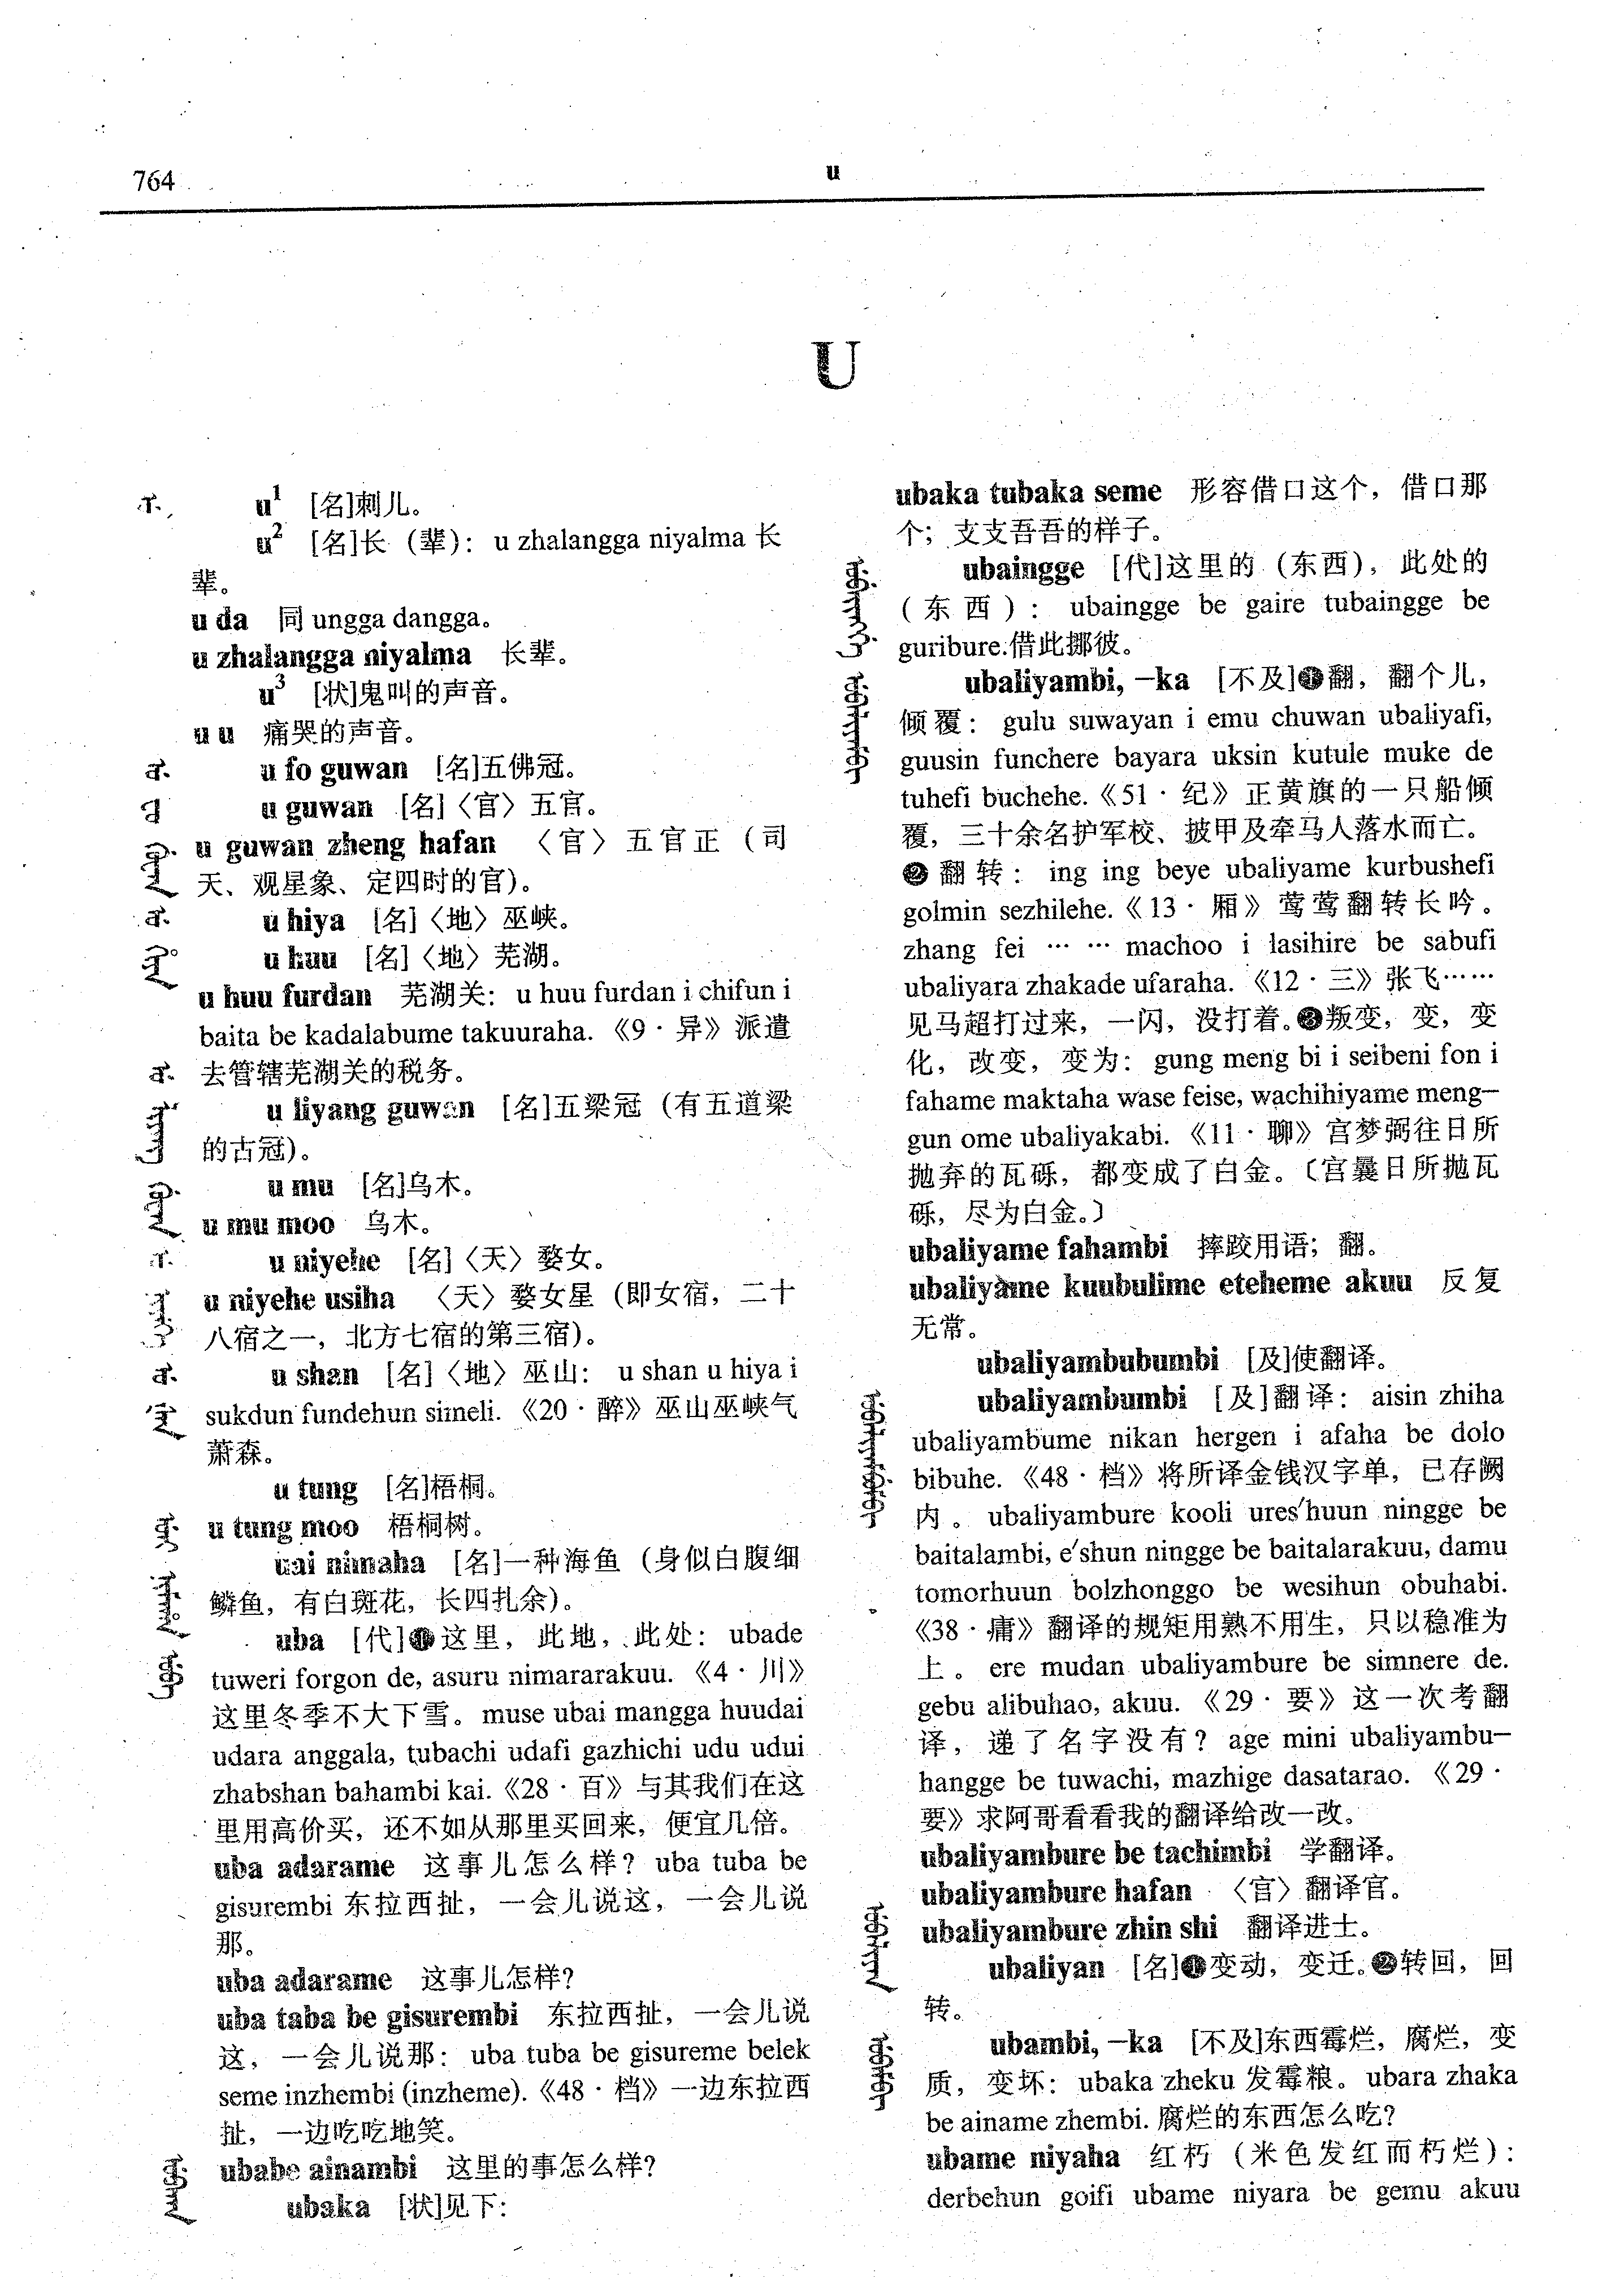 764
u
U
u¹ [名]刺儿。
u² [名]长（辈）：u zhalangga niyalma 长
辈。
u da 同 ungga dangga。
u zhalangga niyalma 长辈。
u³ [状]鬼叫的声音。
u u 痛哭的声音。
u fo guwan [名]五佛冠。
u guwan [名]〈官〉五官。
u guwan zheng hafan 〈官〉五官正（司
天、观星象、定四时的官）。
u hiya [名]〈地〉巫峡。
u huu [名]〈地〉芜湖。
u huu furdan 芜湖关：u huu furdan i chifun i
baita be kadalabume takuuraha.《9·异》派遣
去管辖芜湖关的税务。
u liyang guwan [名]五梁冠（有五道梁
的古冠）。
u mu [名]乌木。
u mu moo 乌木。
u niyehe [名]〈天〉婺女。
u niyehe usiha 〈天〉婺女星（即女宿，二十
八宿之一，北方七宿的第三宿）。
u shan [名]〈地〉巫山：u shan u hiya i
sukdun fundehun simeli.《20·醉》巫山巫峡气
萧森。
u tung [名]梧桐。
u tung moo 梧桐树。
uai nimaha [名]一种海鱼（身似白腹细
鳞鱼，有白斑花，长四扎余）。
uba [代]❶这里，此地，此处：ubade
tuweri forgon de, asuru nimararakuu.《4·川》
这里冬季不大下雪。muse ubai mangga huudai
udara anggala, tubachi udafi gazhichi udu udui
zhabshan bahambi kai.《28·百》与其我们在这
里用高价买，还不如从那里买回来，便宜几倍。
uba adarame 这事儿怎么样？uba tuba be
gisurembi 东拉西扯，一会儿说这，一会儿说
那。
uba adarame 这事儿怎样？
uba taba be gisurembi 东拉西扯，一会儿说
这，一会儿说那：uba tuba be gisureme belek
seme inzhembi (inzheme).《48·档》一边东拉西
扯，一边吃吃地笑。
ubabe ainambi 这里的事怎么样？
ubaka [状]见下：
ubaka tubaka seme 形容借口这个，借口那
个；支支吾吾的样子。
ubaingge [代]这里的（东西），此处的
（东西）：ubaingge be gaire tubaingge be
guribure.借此挪彼。
ubaliyambi, —ka [不及]❶翻，翻个儿，
倾覆：gulu suwayan i emu chuwan ubaliyafi,
guusin funchere bayara uksin kutule muke de
tuhefi buchehe.《51·纪》正黄旗的一只船倾
覆，三十余名护军校、披甲及牵马人落水而亡。
❷翻转：ing ing beye ubaliyame kurbushefi
golmin sezhilehe.《13·厢》莺莺翻转长吟。
zhang fei …… machoo i lasihire be sabufi
ubaliyara zhakade ufaraha.《12·三》张飞……
见马超打过来，一闪，没打着。❸叛变，变，变
化，改变，变为：gung meng bi i seibeni fon i
fahame maktaha wase feise, wachihiyame meng—
gun ome ubaliyakabi.《11·聊》宫梦弼往日所
抛弃的瓦砾，都变成了白金。〔宫曩日所抛瓦
砾，尽为白金。〕
ubaliyame fahambi 摔跤用语；翻。
ubaliyame kuubulime eteheme akuu 反复
无常。
ubaliyambubumbi [及]使翻译。
ubaliyambumbi [及]翻译：aisin zhiha
ubaliyambume nikan hergen i afaha be dolo
bibuhe.《48·档》将所译金钱汉字单，已存阙
内。ubaliyambure kooli ures'huun ningge be
baitalambi, e'shun ningge be baitalarakuu, damu
tomorhuun bolzhonggo be wesihun obuhabi.
《38·庸》翻译的规矩用熟不用生，只以稳准为
上。ere mudan ubaliyambure be simnere de.
gebu alibuhao, akuu.《29·要》这一次考翻
译，递了名字没有？age mini ubaliyambu—
hangge be tuwachi, mazhige dasatarao.《29·
要》求阿哥看看我的翻译给改一改。
ubaliyambure be tachimbi 学翻译。
ubaliyambure hafan 〈官〉翻译官。
ubaliyambure zhin shi 翻译进士。
ubaliyan [名]❶变动，变迁。❷转回，回
转。
ubambi, —ka [不及]东西霉烂，腐烂，变
质，变坏：ubaka zheku 发霉粮。ubara zhaka
be ainame zhembi. 腐烂的东西怎么吃？
ubame niyaha 红朽（米色发红而朽烂）：
derbehun goifi ubame niyara be gemu akuu